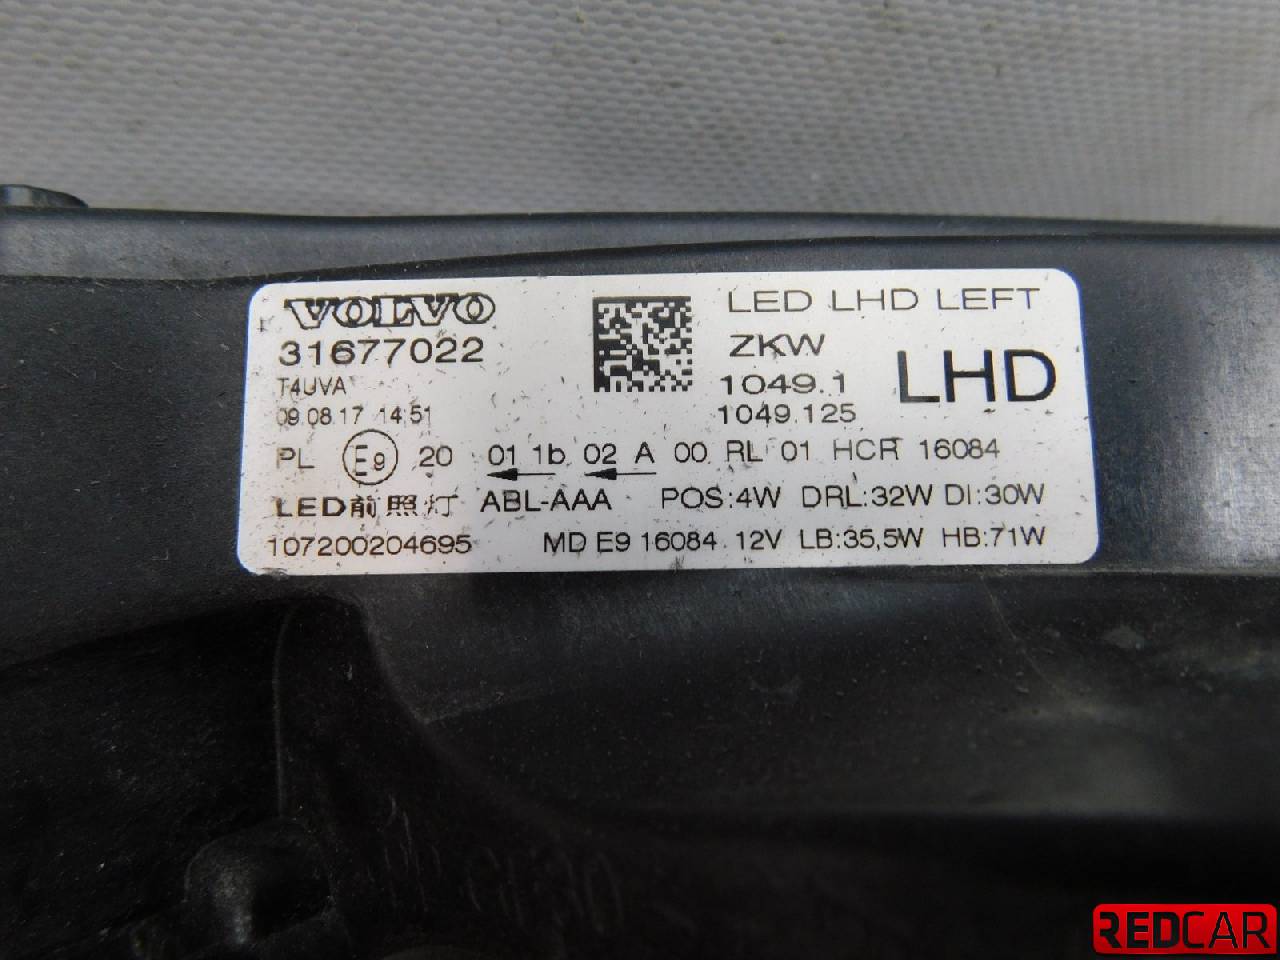 VOLVO
31677022
T4UVA
09.08.17 14:51
LED LHD LEFT
ZKW
1049.1
1049.125
LHD
PL E9 20 01 1b 02 A 00 RL 01 HCR 16084
LED前照灯 ABL-AAA POS:4W DRL:32W DI:30W
107200204695 MD E9 16084 12V LB:35,5W HB:71W
REDCAR